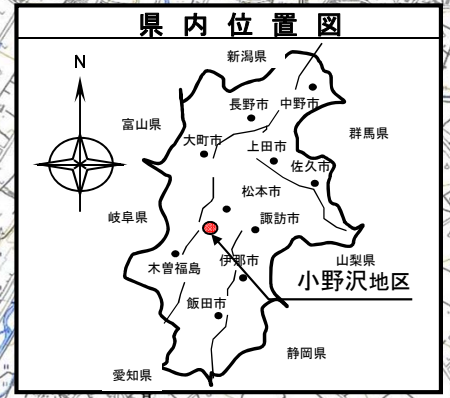 県内位置図
新潟県
N
長野市
中野市
富山県
群馬県
大町市
上田市
佐久市
松本市
岐阜県
諏訪市
山梨県
木曽福島
伊那市
小野沢地区
飯田市
静岡県
愛知県